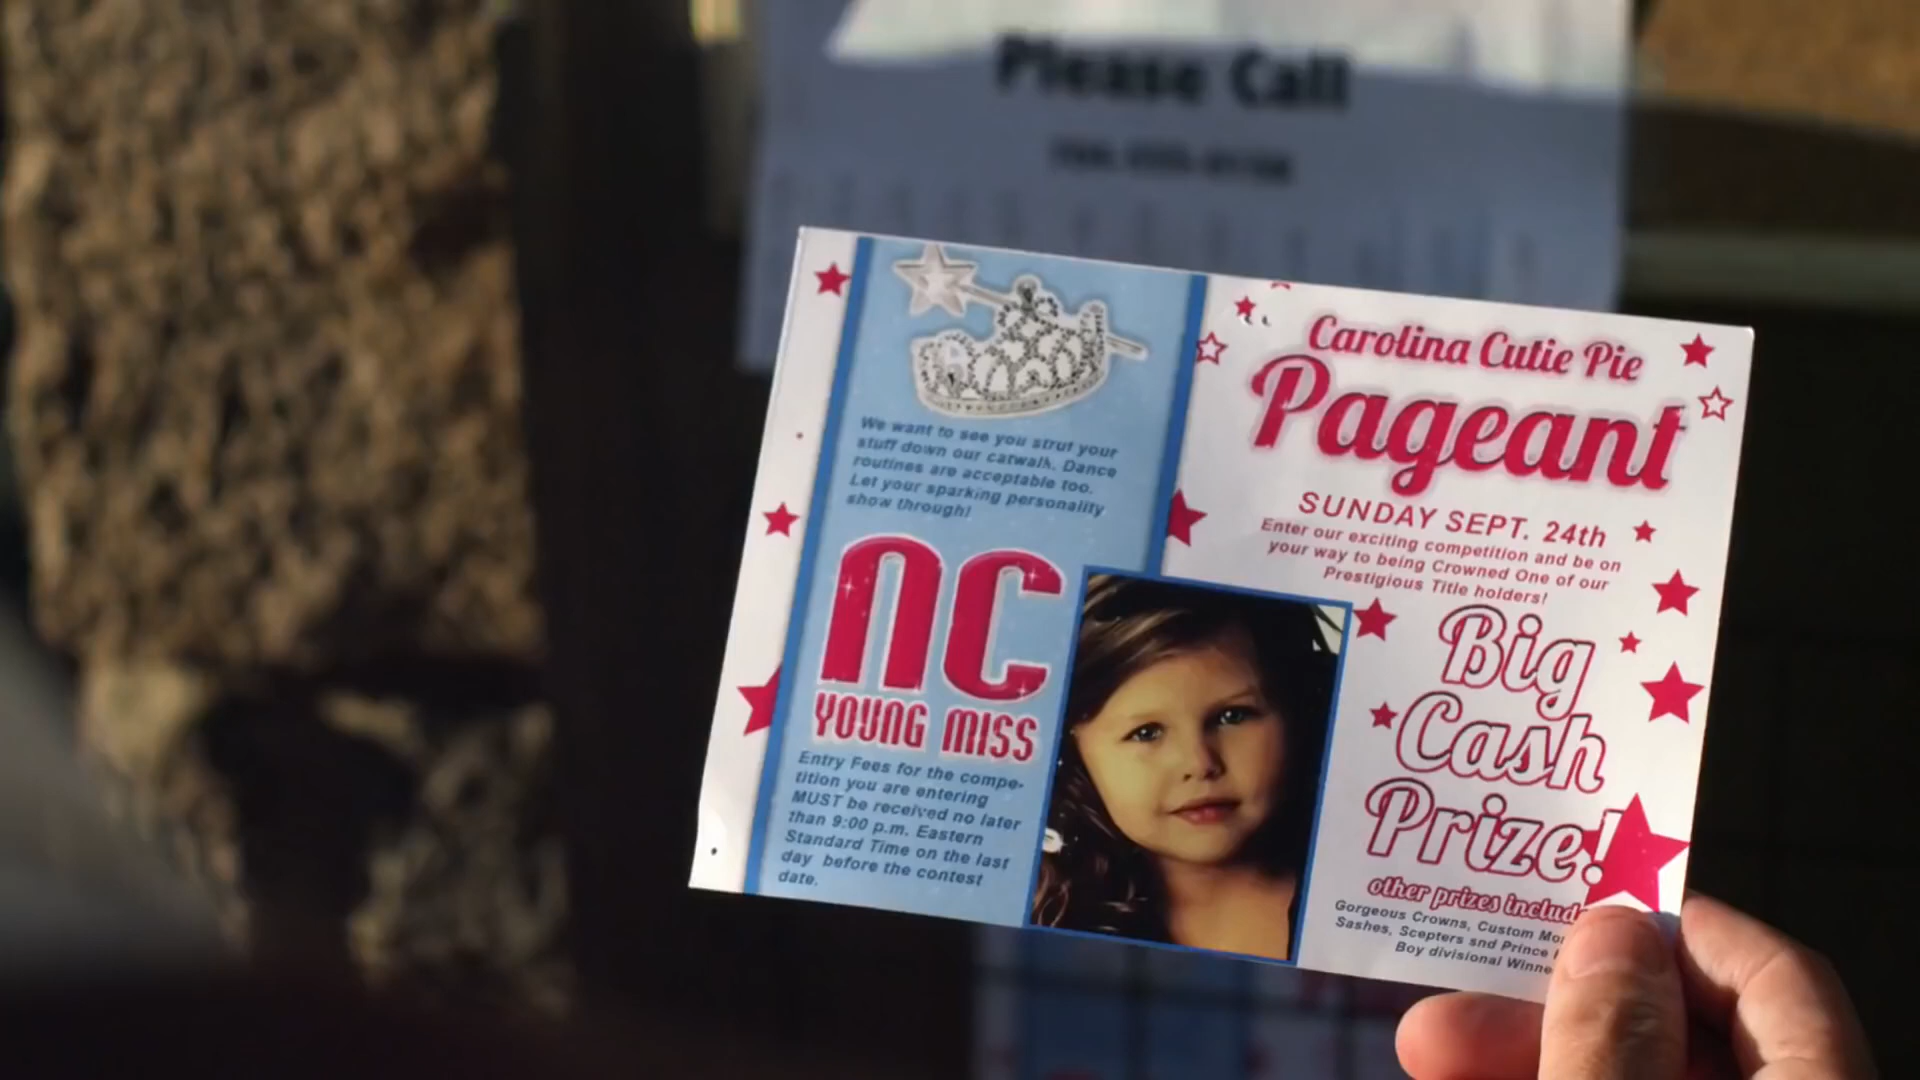 Please Call
We want to see you strut your
stuff down our catwalk. Dance
routines are acceptable too.
Let your sparking personality
show through!
NC
YOUNG MISS
Entry Fees for the compe-
tition you are entering
MUST be received no later
than 9:00 p.m. Eastern
Standard Time on the last
day before the contest
date.
Carolina Cutie Pie
Pageant
SUNDAY SEPT. 24th
Enter our exciting competition and be on
your way to being Crowned One of our
Prestigious Title holders!
Big
Cash
Prize!
other prizes includ
Gorgeous Crowns, Custom
Sashes, Scepters snd Prince
Boy divisional